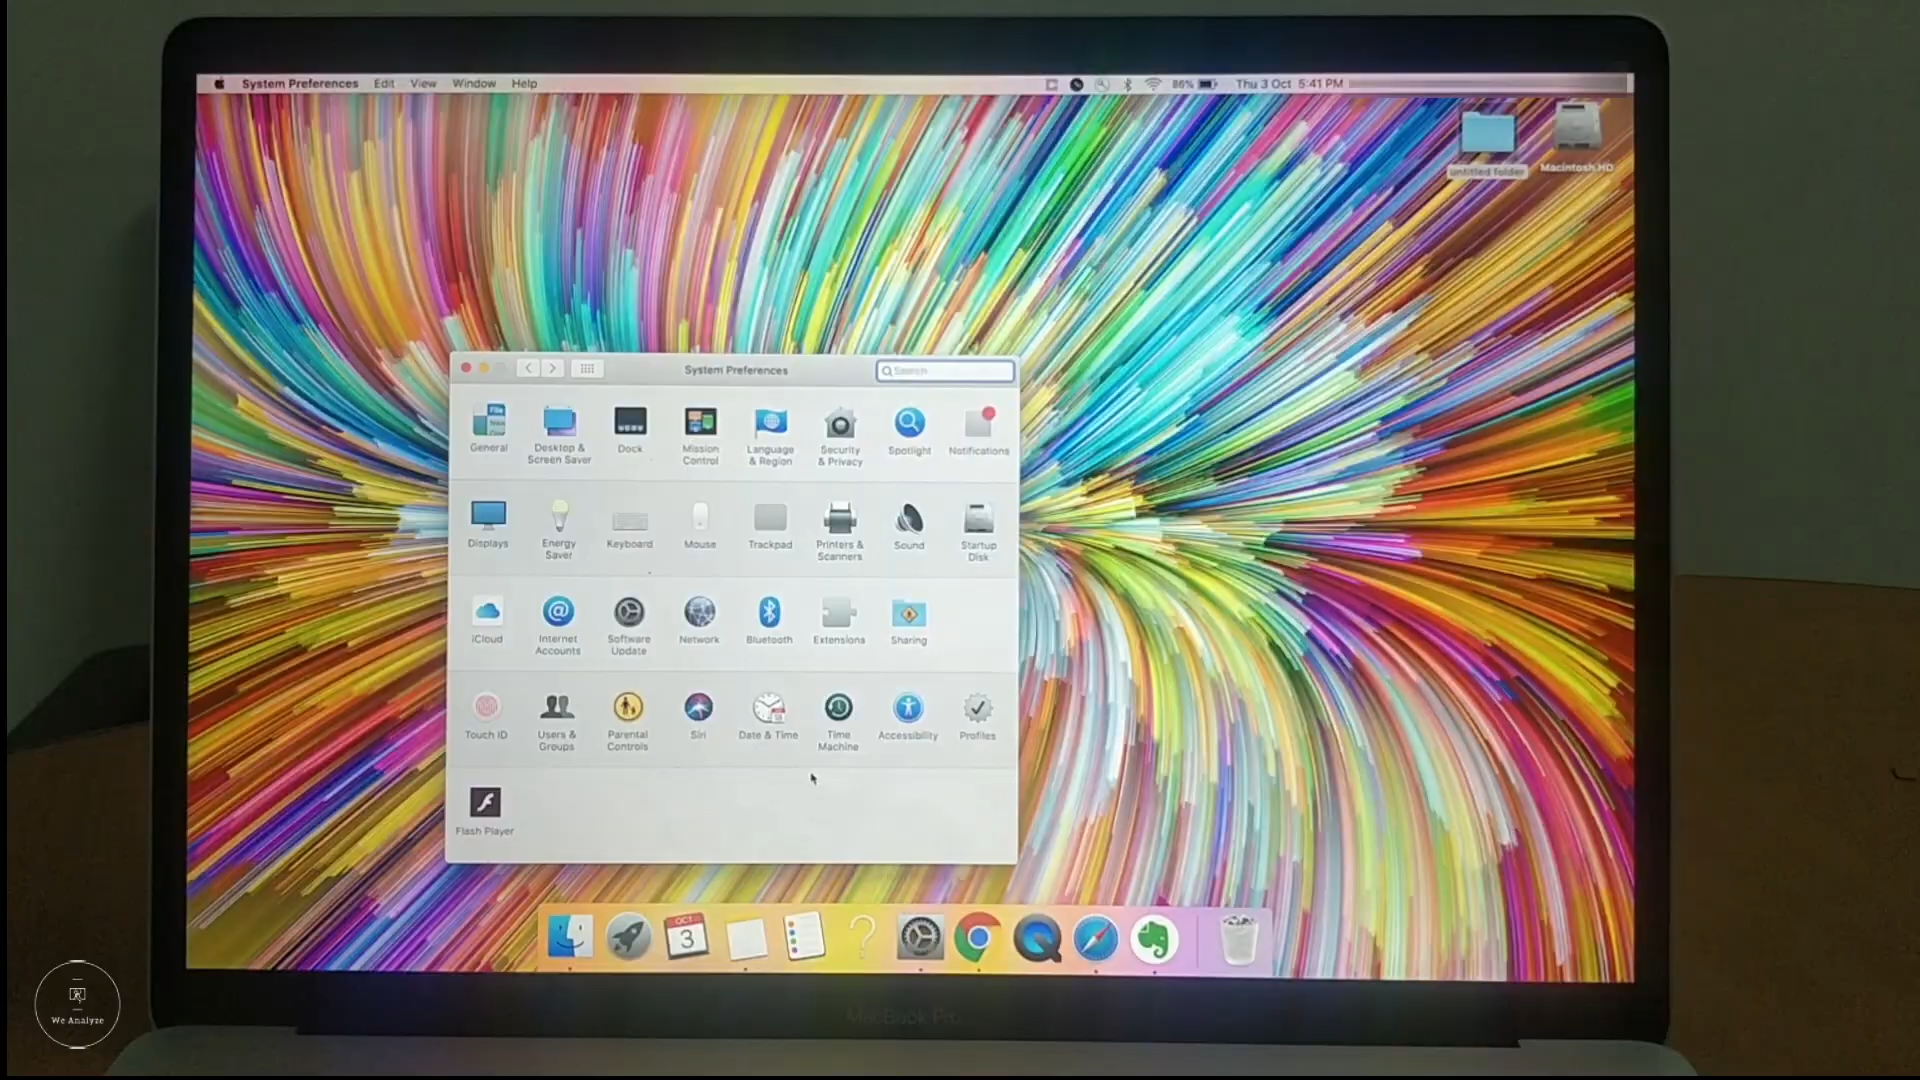 System Preferences Edit View Window Help 86% Thu 3 Oct 5:41 PM
untitled folder Macintosh HD
System Preferences Search
General Desktop & Screen Saver Dock Mission Control Language & Region Security & Privacy Spotlight Notifications
Displays Energy Saver Keyboard Mouse Trackpad Printers & Scanners Sound Startup Disk
iCloud Internet Accounts Software Update Network Bluetooth Extensions Sharing
Touch ID Users & Groups Parental Controls Siri Date & Time Time Machine Accessibility Profiles
Flash Player
OCT
3
MacBook Pro
We Analyze